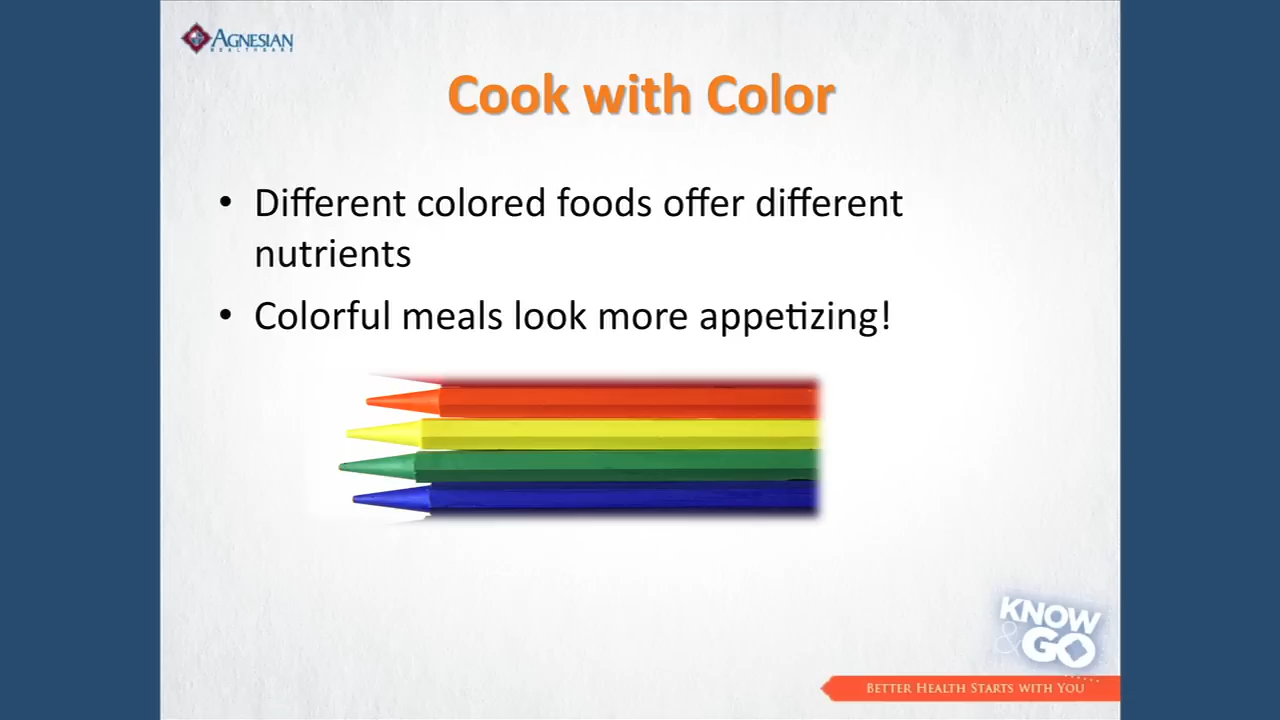 AGNESIAN
HEALTHCARE
Cook with Color
• Different colored foods offer different
nutrients
• Colorful meals look more appetizing!
KNOW
& GO
BETTER HEALTH STARTS WITH YOU